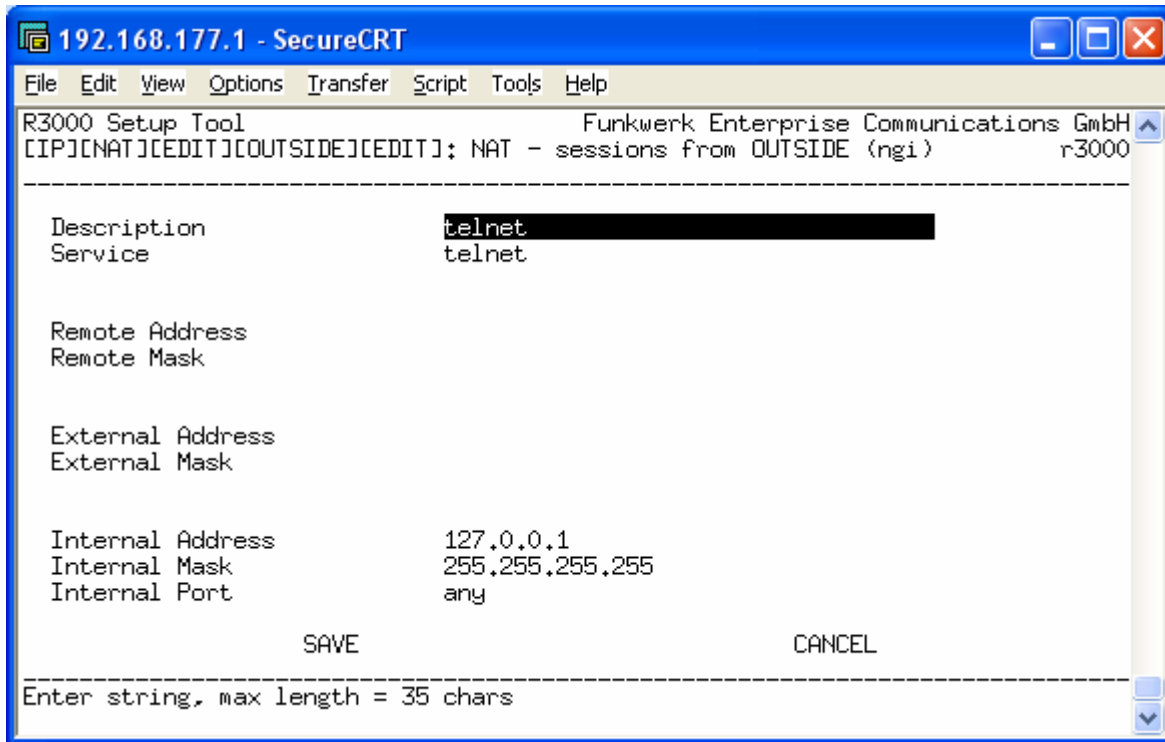 192.168.177.1 - SecureCRT
File Edit View Options Transfer Script Tools Help
R3000 Setup Tool Funkwerk Enterprise Communications GmbH
[IP][NAT][EDIT][OUTSIDE][EDIT]: NAT - sessions from OUTSIDE (ngi) r3000
Description telnet
Service telnet
Remote Address
Remote Mask
External Address
External Mask
Internal Address 127.0.0.1
Internal Mask 255.255.255.255
Internal Port any
SAVE CANCEL
Enter string, max length = 35 chars